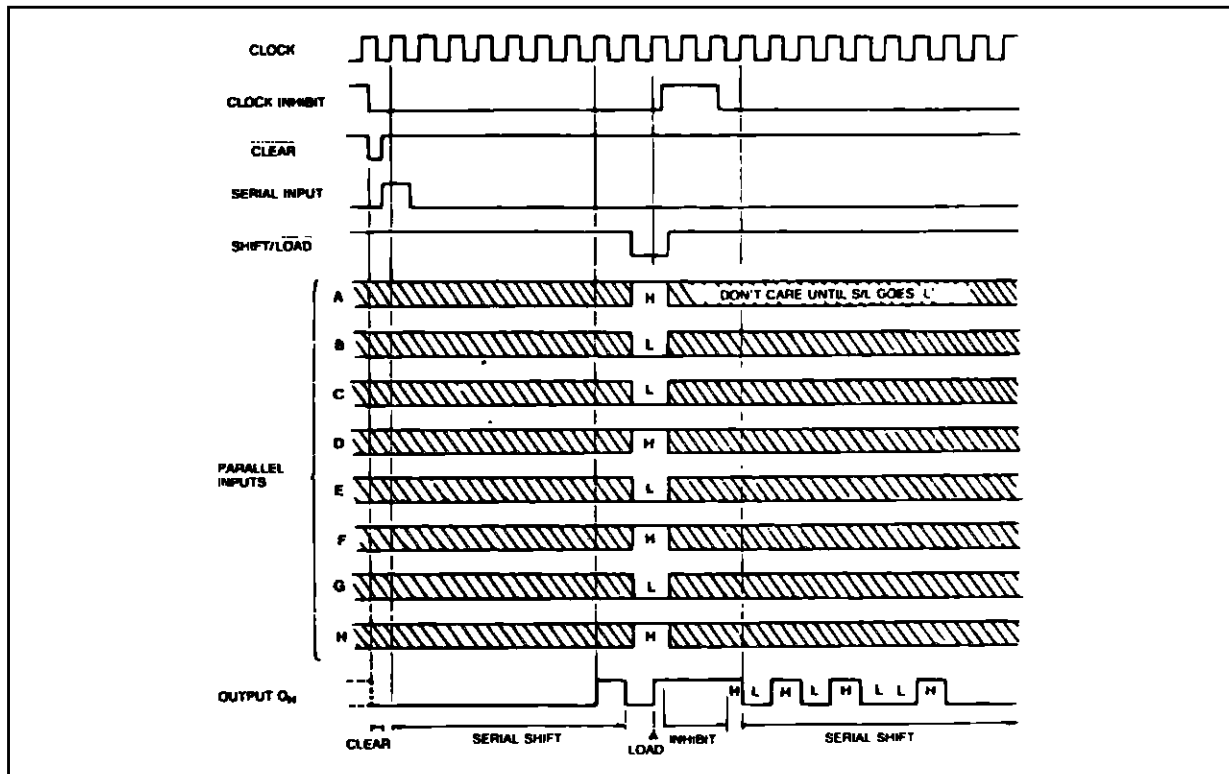 CLOCK
CLOCK INHIBIT
CLEAR
SERIAL INPUT
SHIFT/LOAD
A H DON'T CARE UNTIL S/L GOES 'L'
B L
C L
D H
PARALLEL
INPUTS
E L
F H
G L
H H
OUTPUT QH H L H L H L L H
CLEAR SERIAL SHIFT LOAD INHIBIT SERIAL SHIFT